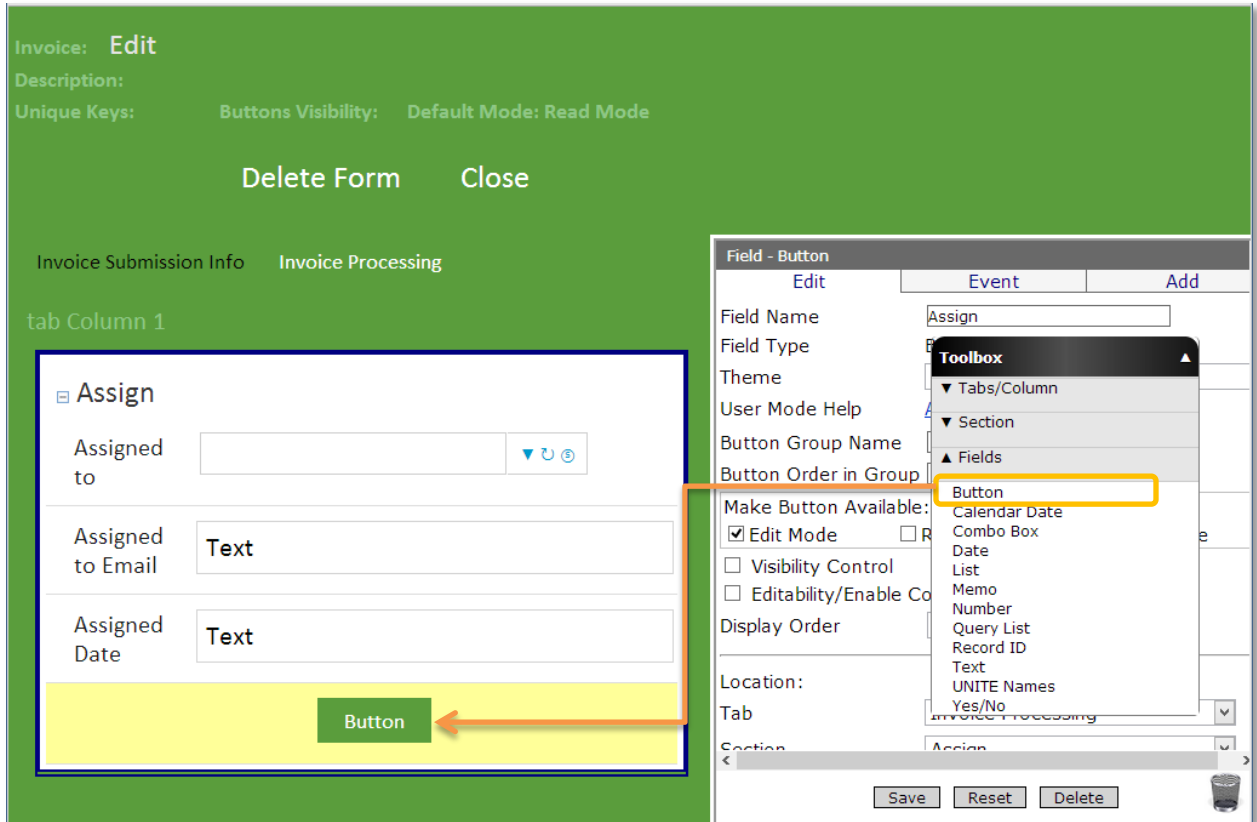 Invoice: Edit
Description:
Unique Keys: Buttons Visibility: Default Mode: Read Mode
Delete Form Close
Invoice Submission Info Invoice Processing
tab Column 1
Assign
Assigned
to
Assigned
to Email
Text
Assigned
Date
Text
Button
Field - Button
Edit Event Add
Field Name Assign
Field Type
Theme
User Mode Help
Button Group Name
Button Order in Group
Make Button Available:
Edit Mode
Visibility Control
Editability/Enable
Display Order
Location:
Tab Invoice Processing
Section Assign
Save Reset Delete
Toolbox
Tabs/Column
Section
Fields
Button
Calendar Date
Combo Box
Date
List
Memo
Number
Query List
Record ID
Text
UNITE Names
Yes/No